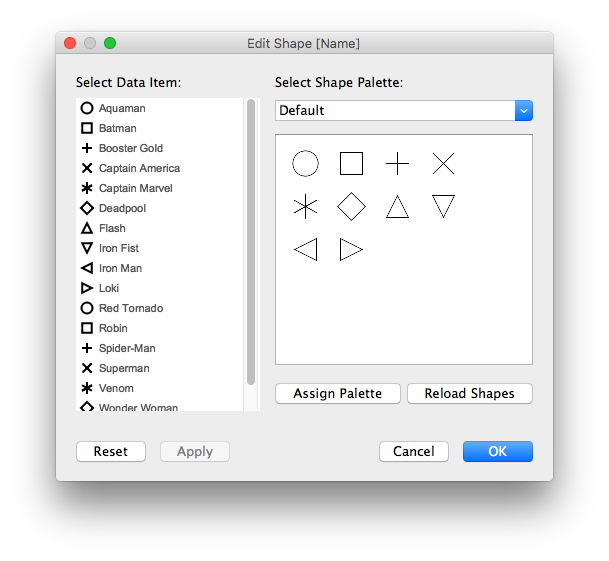 Edit Shape [Name]
Select Data Item:
Aquaman
Batman
Booster Gold
Captain America
Captain Marvel
Deadpool
Flash
Iron Fist
Iron Man
Loki
Red Tornado
Robin
Spider-Man
Superman
Venom
Wonder Woman
Select Shape Palette:
Default
Assign Palette
Reload Shapes
Reset
Apply
Cancel
OK